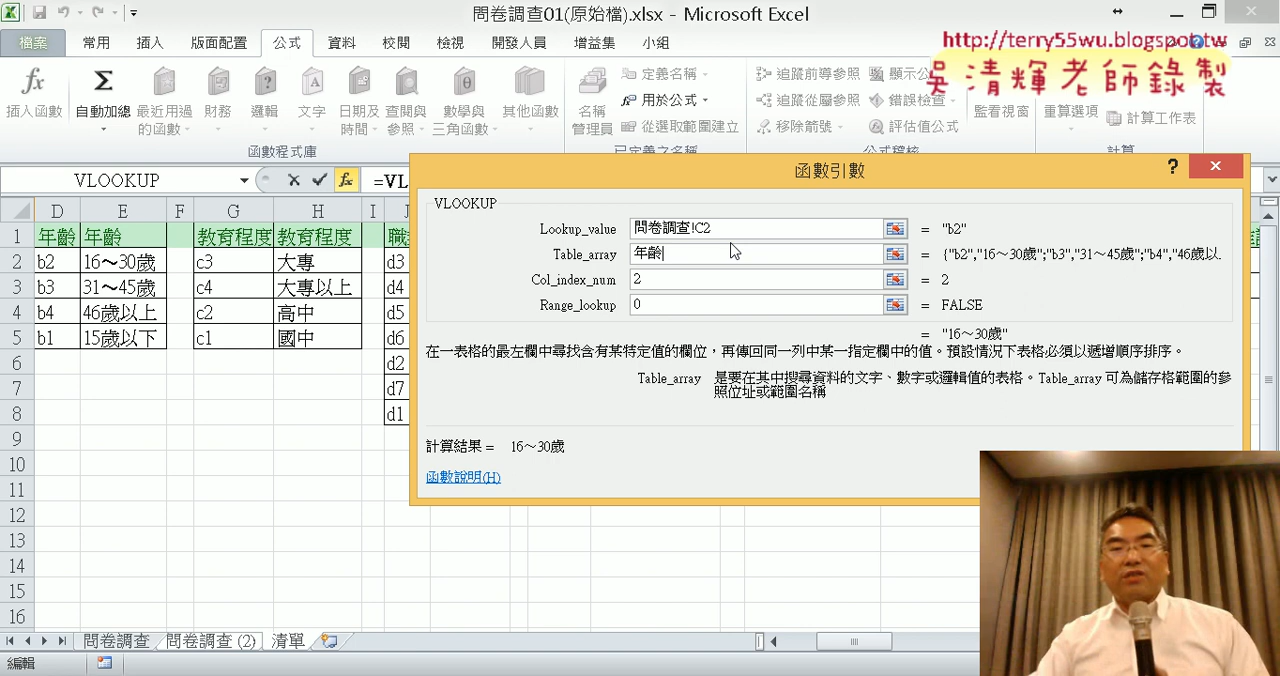 問卷調查01(原始檔).xlsx - Microsoft Excel
檔案 常用 插入 版面配置 公式 資料 校閱 檢視 開發人員 增益集 小組
http://terry55wu.blogspot.tw
吳清輝老師錄製
插入函數 自動加總 最近用過的函數 財務 邏輯 文字 日期及時間 查閱與參照 數學與三角函數 其他函數
函數程式庫
名稱管理員 定義名稱 用於公式 從選取範圍建立
已定義之名稱
追蹤前導參照 追蹤從屬參照 移除箭號 顯示公 錯誤檢查 評估值公式 監看視窗
公式稽核
重算選項 計算工作表
計算
VLOOKUP fx =VL
D E F G H I J
1 年齡 年齡 教育程度 教育程度 職
2 b2 16~30歲 c3 大專 d3
3 b3 31~45歲 c4 大專以上 d4
4 b4 46歲以上 c2 高中 d5
5 b1 15歲以下 c1 國中 d6
6 d2
7 d7
8 d1
9
10
11
12
13
14
15
16
函數引數
? X
VLOOKUP
Lookup_value 問卷調查!C2 = "b2"
Table_array 年齡 = {"b2","16~30歲";"b3","31~45歲";"b4","46歲以.
Col_index_num 2 = 2
Range_lookup 0 = FALSE
= "16~30歲"
在一表格的最左欄中尋找含有某特定值的欄位，再傳回同一列中某一指定欄中的值。預設情況下表格必須以遞增順序排序。
Table_array 是要在其中搜尋資料的文字、數字或邏輯值的表格。Table_array 可為儲存格範圍的參
照位址或範圍名稱
計算結果 = 16~30歲
函數說明(H)
問卷調查 問卷調查 (2) 清單
編輯